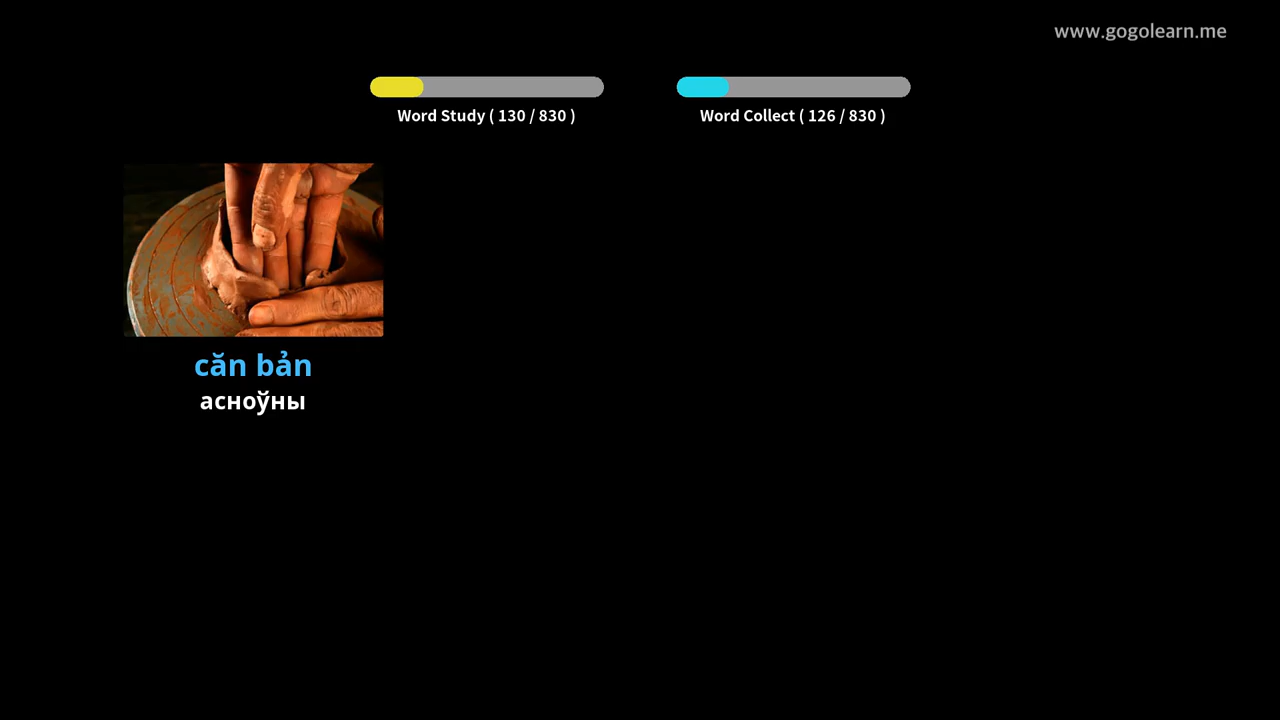 www.gogolearn.me
Word Study ( 130 / 830 )
Word Collect ( 126 / 830 )
căn bản
асноўны